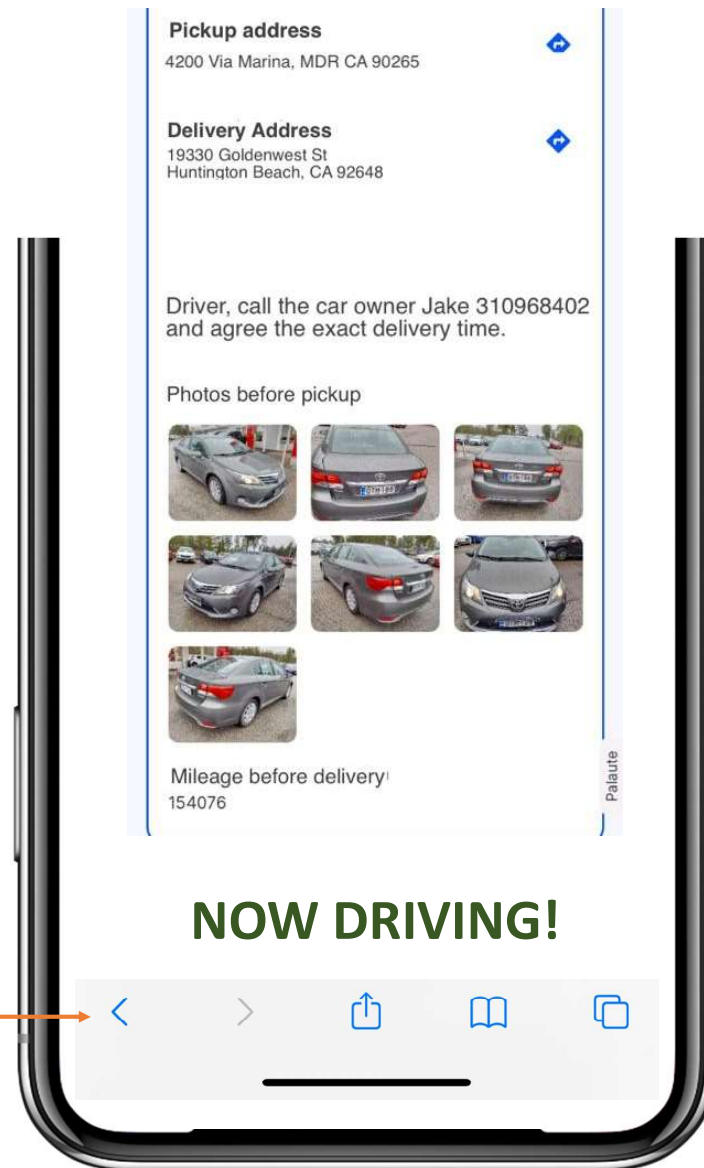 Pickup address
4200 Via Marina, MDR CA 90265
Delivery Address
19330 Goldenwest St
Huntington Beach, CA 92648
Driver, call the car owner Jake 310968402
and agree the exact delivery time.
Photos before pickup
Mileage before delivery
154076
Palaute
NOW DRIVING!